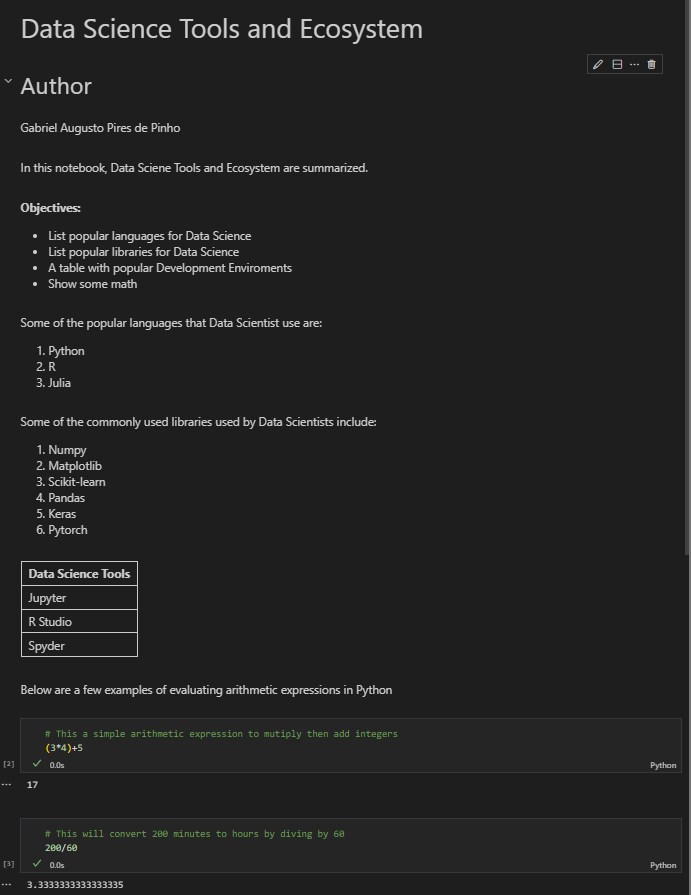 Data Science Tools and Ecosystem
Author
Gabriel Augusto Pires de Pinho
In this notebook, Data Sciene Tools and Ecosystem are summarized.
Objectives:
• List popular languages for Data Science
• List popular libraries for Data Science
• A table with popular Development Enviroments
• Show some math
Some of the popular languages that Data Scientist use are:
1. Python
2. R
3. Julia
Some of the commonly used libraries used by Data Scientists include:
1. Numpy
2. Matplotlib
3. Scikit-learn
4. Pandas
5. Keras
6. Pytorch
Data Science Tools
Jupyter
R Studio
Spyder
Below are a few examples of evaluating arithmetic expressions in Python
# This a simple arithmetic expression to mutiply then add integers
(3*4)+5
[2] 0.0s Python
17
# This will convert 200 minutes to hours by diving by 60
200/60
[3] 0.0s Python
3.3333333333333335